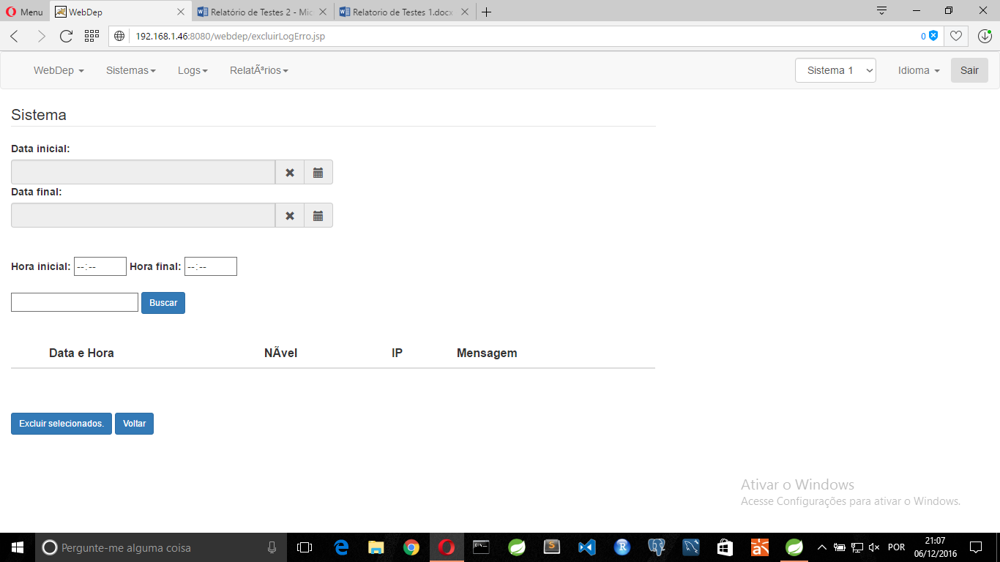 Menu
WebDep
Relatório de Testes 2 - Mic
Relatorio de Testes 1.docx
192.168.1.46:8080/webdep/excluirLogErro.jsp
0
WebDep
Sistemas
Logs
RelatÃ³rios
Sistema 1
Idioma
Sair
Sistema
Data inicial:
Data final:
Hora inicial: --:-- Hora final: --:--
Buscar
Data e Hora
NÃvel
IP
Mensagem
Excluir selecionados.
Voltar
Ativar o Windows
Acesse Configurações para ativar o Windows.
Pergunte-me alguma coisa
POR
21:07
06/12/2016